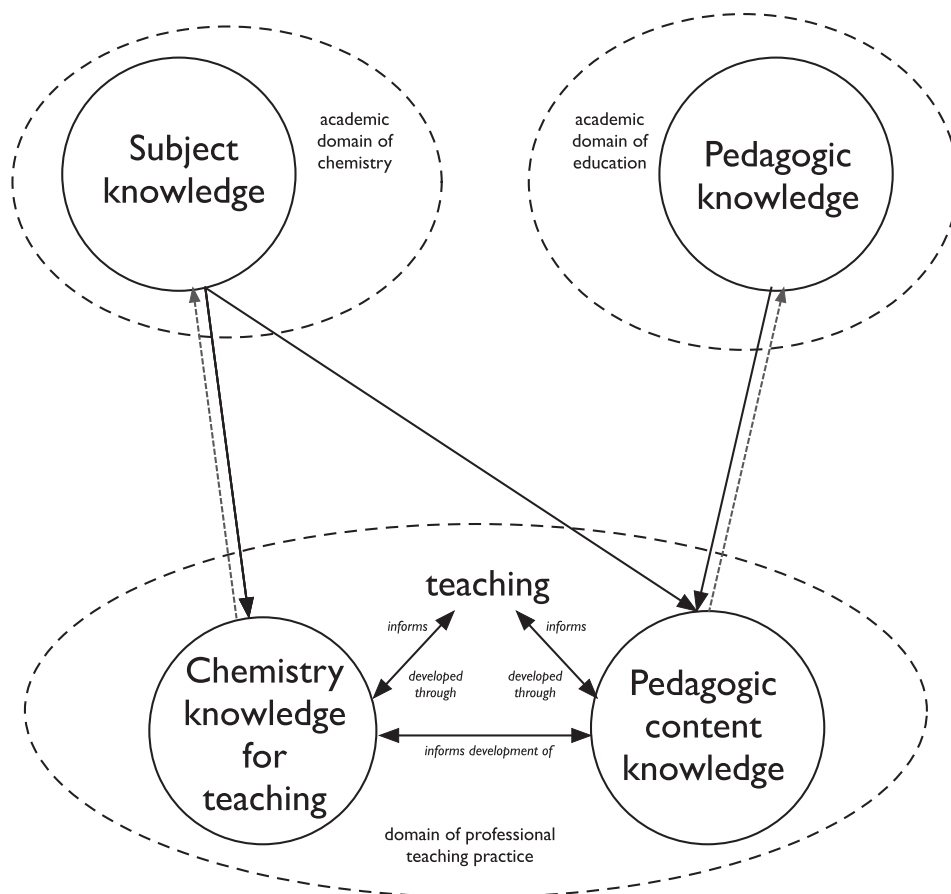 Subject
knowledge
academic
domain of
chemistry
academic
domain of
education
Pedagogic
knowledge
teaching
informs
informs
developed
through
developed
through
Chemistry
knowledge
for
teaching
Pedagogic
content
knowledge
informs development of
domain of professional
teaching practice